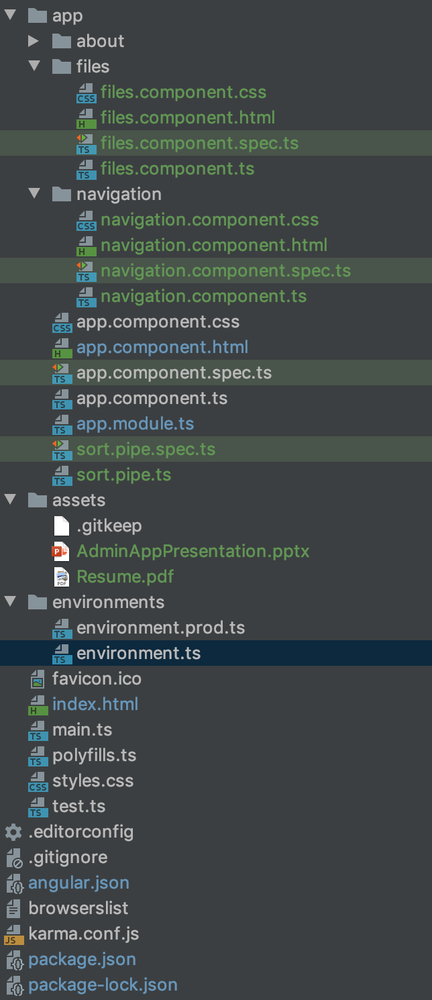 app
about
files
files.component.css
files.component.html
files.component.spec.ts
files.component.ts
navigation
navigation.component.css
navigation.component.html
navigation.component.spec.ts
navigation.component.ts
app.component.css
app.component.html
app.component.spec.ts
app.component.ts
app.module.ts
sort.pipe.spec.ts
sort.pipe.ts
assets
.gitkeep
AdminAppPresentation.pptx
Resume.pdf
environments
environment.prod.ts
environment.ts
favicon.ico
index.html
main.ts
polyfills.ts
styles.css
test.ts
.editorconfig
.gitignore
angular.json
browserslist
karma.conf.js
package.json
package-lock.json